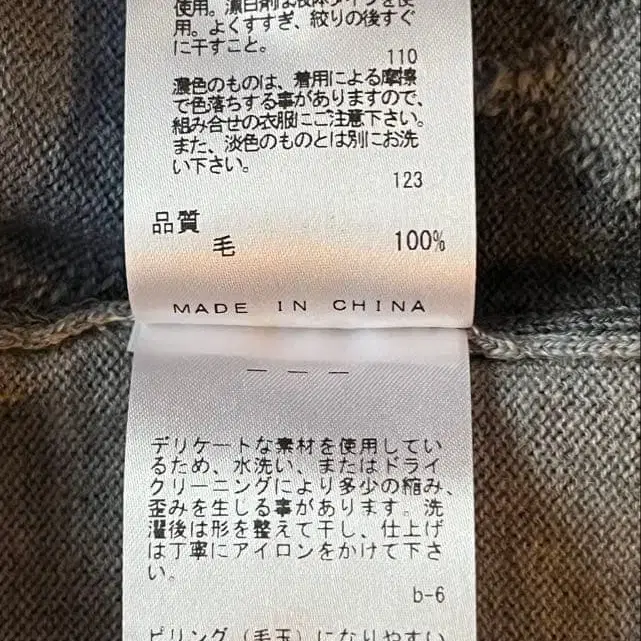 使用。漂白剤は液体タイプを使
用。よくすすぎ、絞りの後すぐ
に干すこと。
110
濃色のものは、着用による摩擦
で色落ちする事がありますので、
組み合せの衣服にご注意下さい。
また、淡色のものとは別にお洗
い下さい。
123
品質
毛 100%
MADE IN CHINA
— — —
デリケートな素材を使用してい
るため、水洗い、またはドライ
クリーニングにより多少の縮み、
歪みを生じる事があります。洗
濯後は形を整えて干し、仕上げ
は丁寧にアイロンをかけて下さ
い。
b-6
ピリング(毛玉)になりやすい